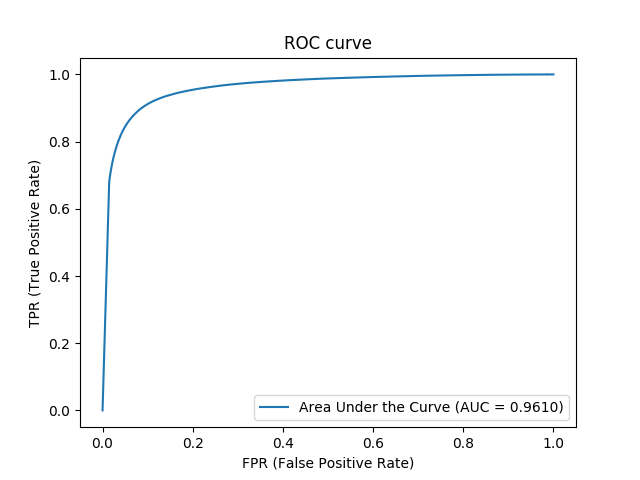 ROC curve
1.0
0.8
0.6
0.4
0.2
0.0
TPR (True Positive Rate)
Area Under the Curve (AUC = 0.9610)
0.0 0.2 0.4 0.6 0.8 1.0
FPR (False Positive Rate)